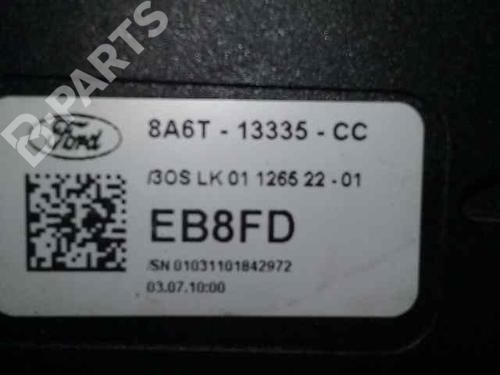 B-PARTS
Ford
8A6T - 13335 - CC
/3OS LK 01 1265 22 - 01
EB8FD
/SN 01031101842972
03.07.10:00